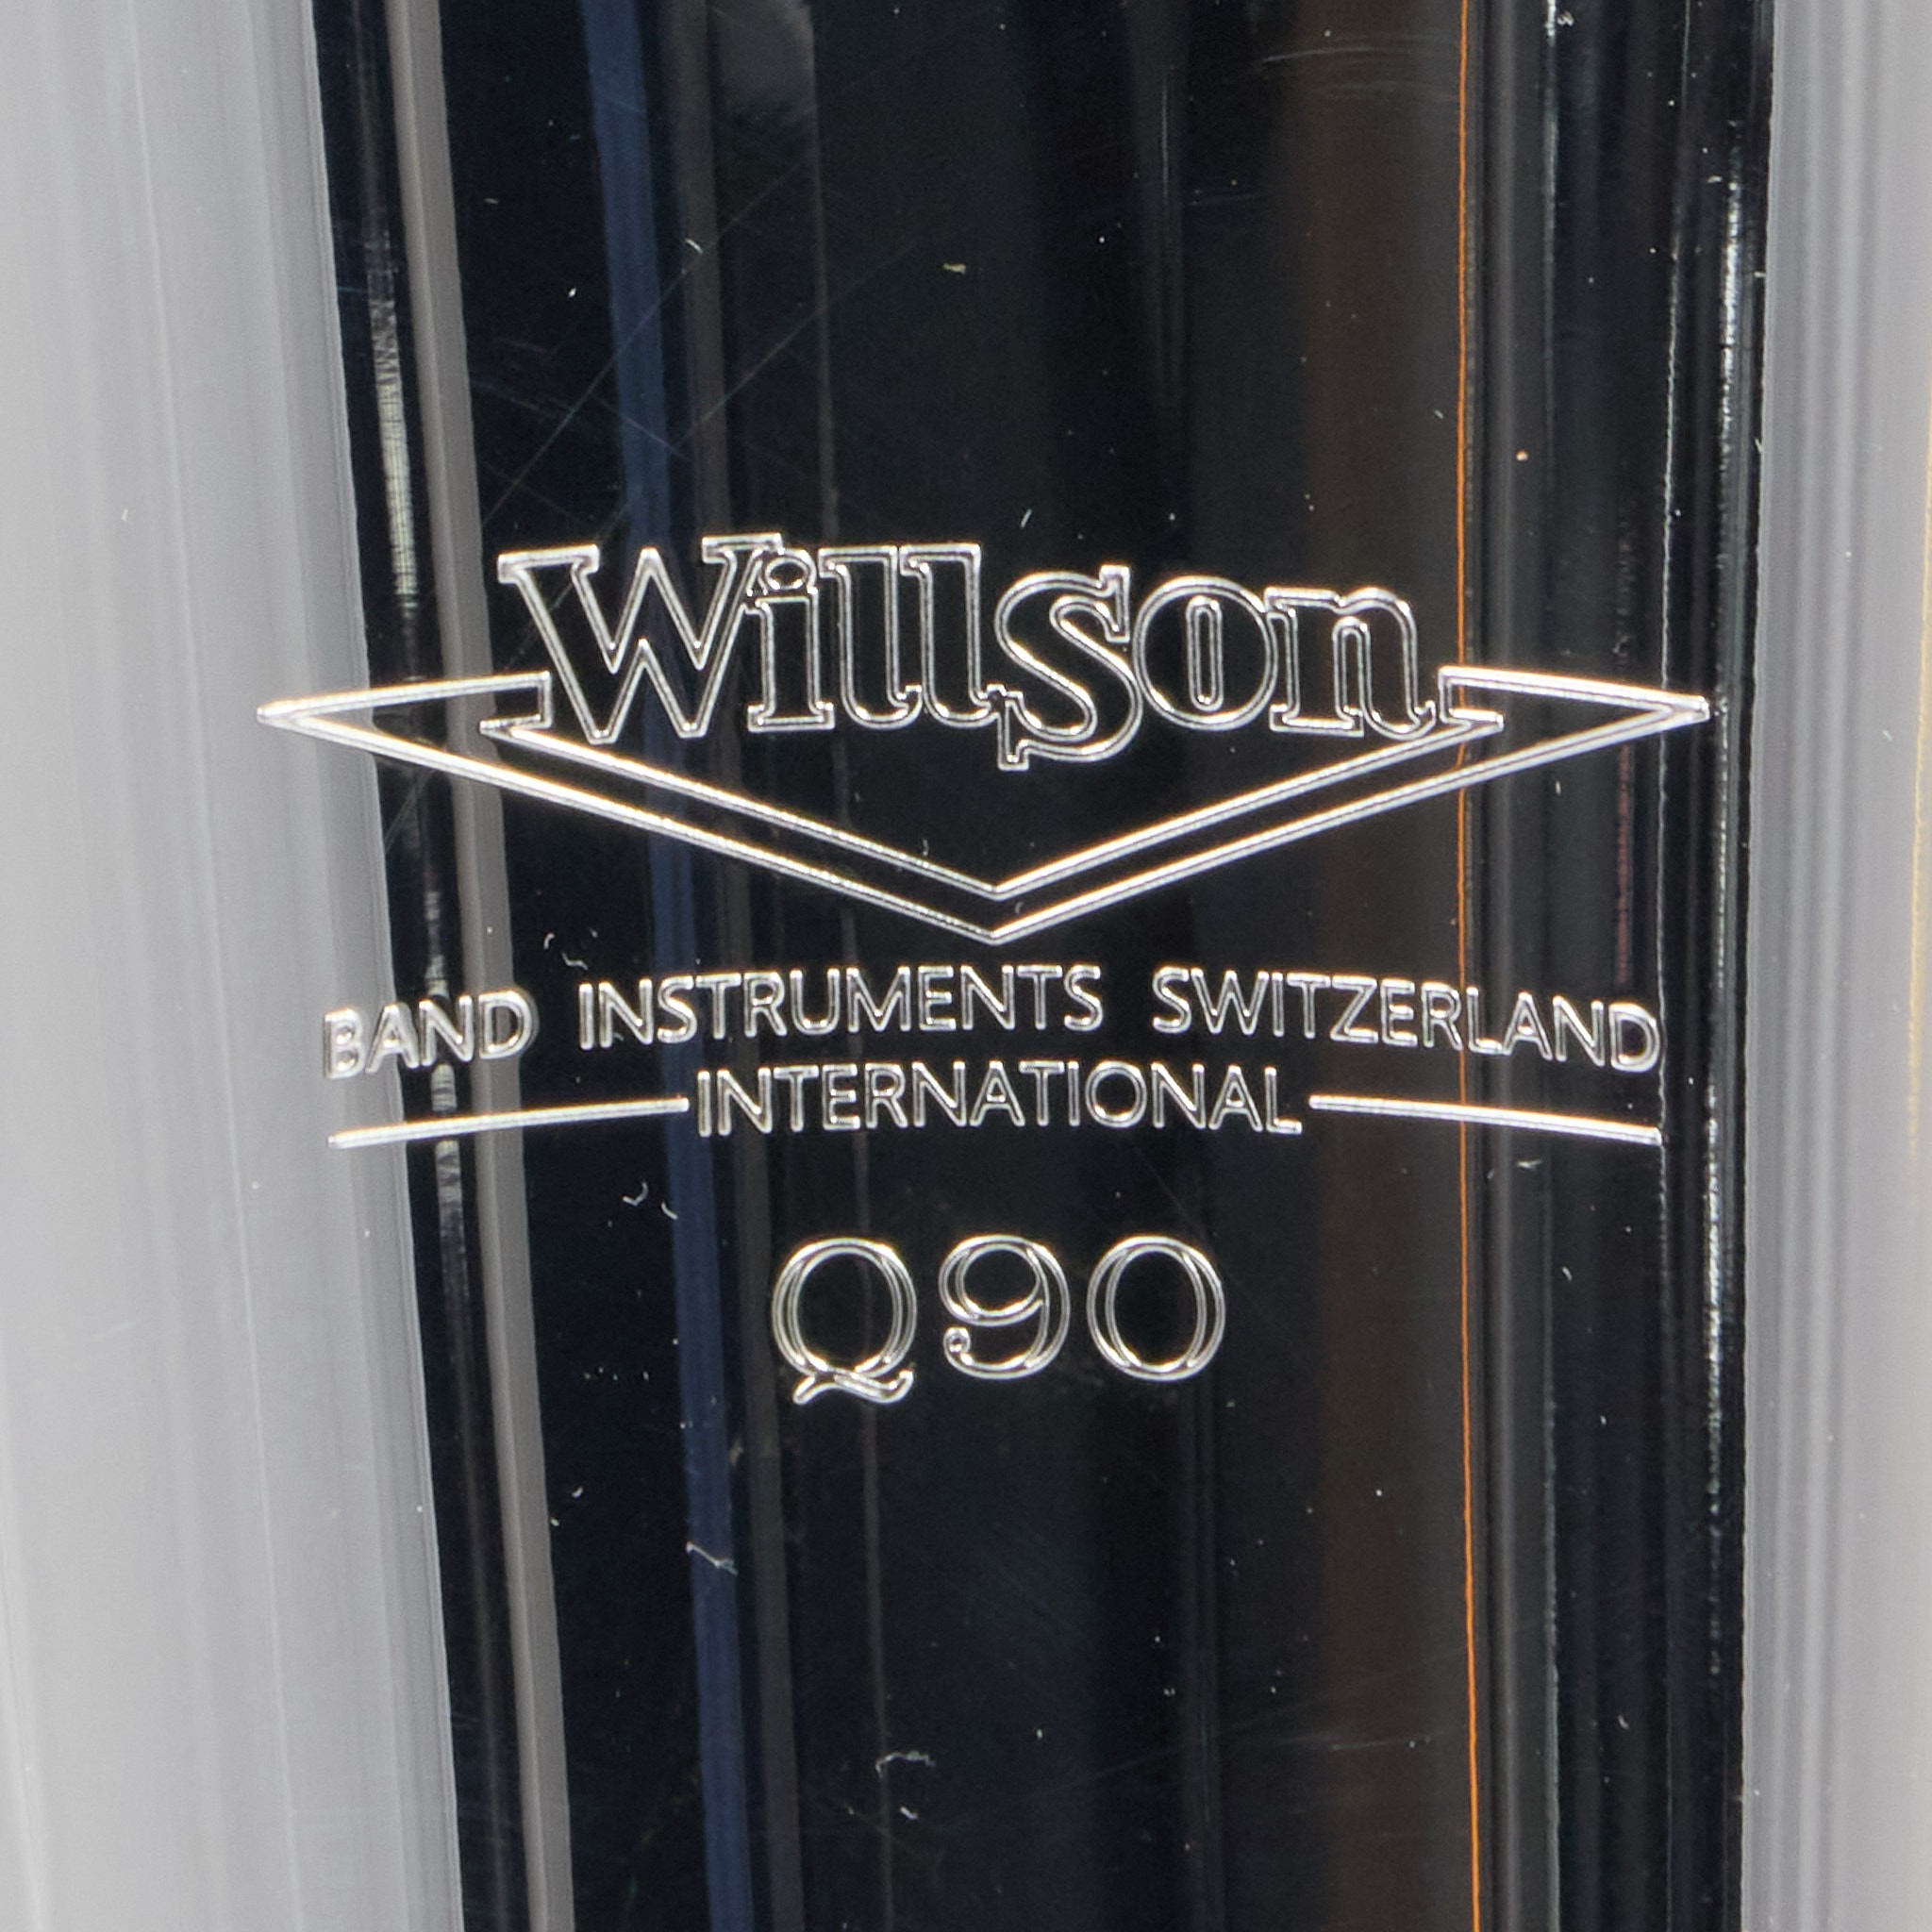 Willson
BAND INSTRUMENTS SWITZERLAND
INTERNATIONAL
Q90